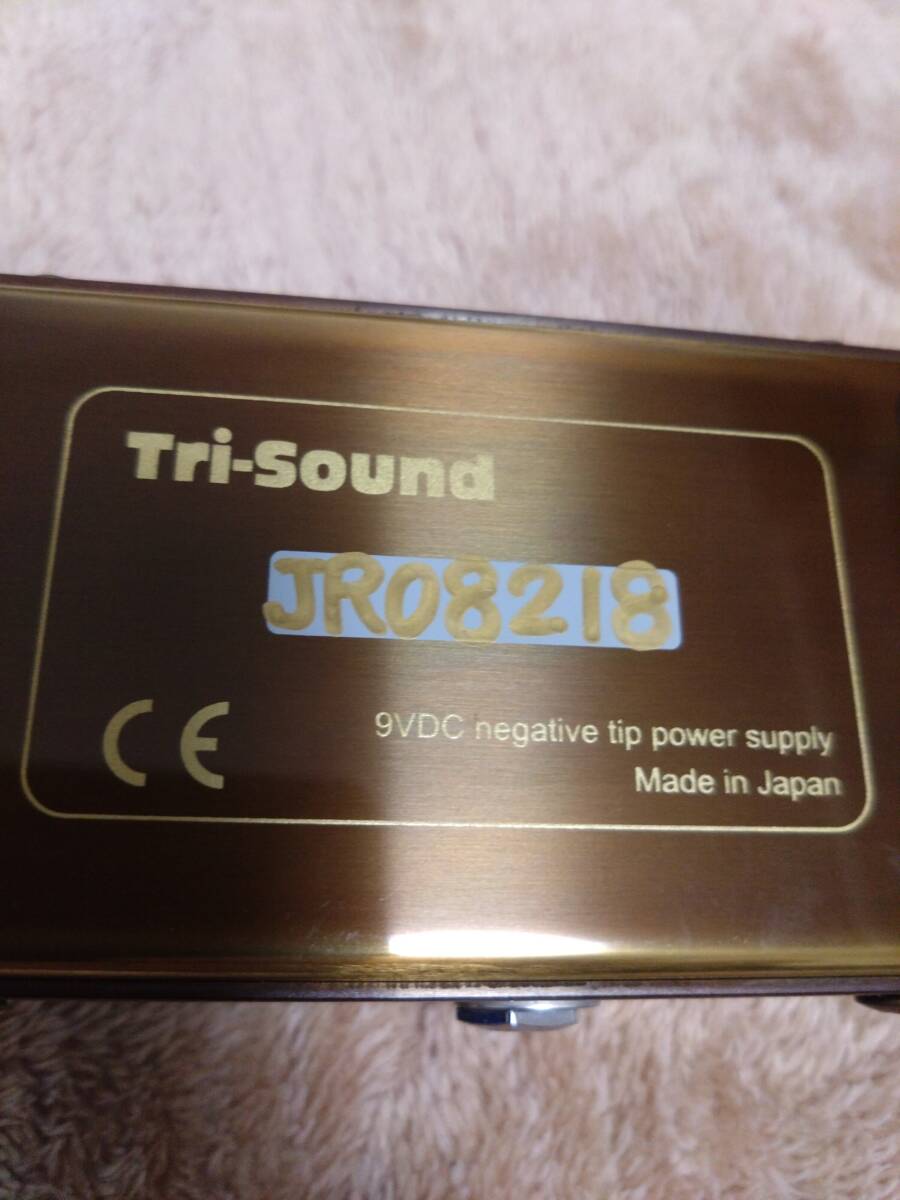 Tri-Sound
JR08218
CE
9VDC negative tip power supply
Made in Japan